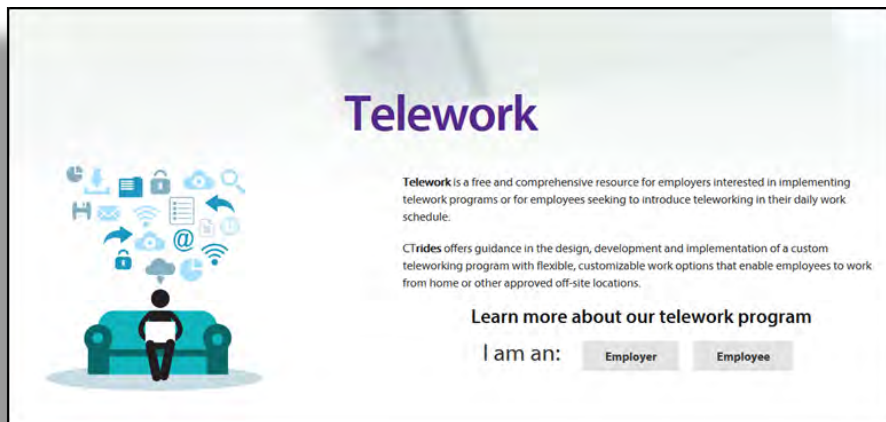 Telework
Telework is a free and comprehensive resource for employers interested in implementing
telework programs or for employees seeking to introduce teleworking in their daily work
schedule.
CTrides offers guidance in the design, development and implementation of a custom
teleworking program with flexible, customizable work options that enable employees to work
from home or other approved off-site locations.
Learn more about our telework program
I am an: Employer Employee
@